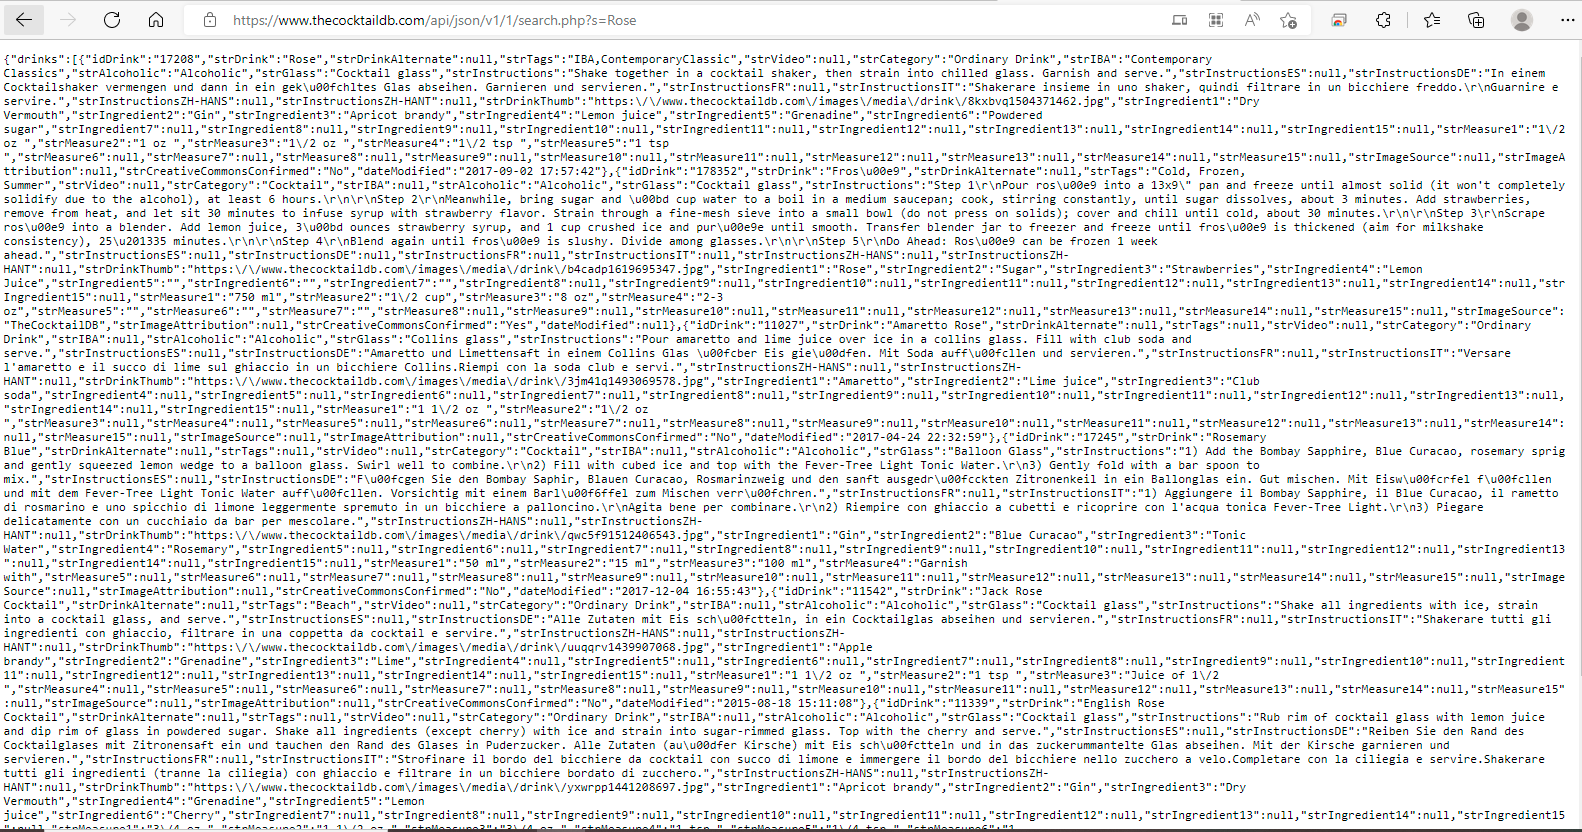 https://www.thecocktaildb.com/api/json/v1/1/search.php?s=Rose
{"drinks":[{"idDrink":"17208","strDrink":"Rose","strDrinkAlternate":null,"strTags":"IBA,ContemporaryClassic","strVideo":null,"strCategory":"Ordinary Drink","strIBA":"Contemporary
Classics","strAlcoholic":"Alcoholic","strGlass":"Cocktail glass","strInstructions":"Shake together in a cocktail shaker, then strain into chilled glass. Garnish and serve.","strInstructionsES":null,"strInstructionsDE":"In einem
Cocktailshaker vermengen und dann in ein gek\u00fchltes Glas abseihen. Garnieren und servieren.","strInstructionsFR":null,"strInstructionsIT":"Shakerare insieme in uno shaker, quindi filtrare in un bicchiere freddo.\r\nGuarnire e
servire.","strInstructionsZH-HANS":null,"strInstructionsZH-HANT":null,"strDrinkThumb":"https:\/\/www.thecocktaildb.com\/images\/media\/drink\/8kxbvq1504371462.jpg","strIngredient1":"Dry
Vermouth","strIngredient2":"Gin","strIngredient3":"Apricot brandy","strIngredient4":"Lemon juice","strIngredient5":"Grenadine","strIngredient6":"Powdered
sugar","strIngredient7":null,"strIngredient8":null,"strIngredient9":null,"strIngredient10":null,"strIngredient11":null,"strIngredient12":null,"strIngredient13":null,"strIngredient14":null,"strIngredient15":null,"strMeasure1":"1\/2
oz ","strMeasure2":"1 oz ","strMeasure3":"1\/2 oz ","strMeasure4":"1\/2 tsp ","strMeasure5":"1 tsp
","strMeasure6":null,"strMeasure7":null,"strMeasure8":null,"strMeasure9":null,"strMeasure10":null,"strMeasure11":null,"strMeasure12":null,"strMeasure13":null,"strMeasure14":null,"strMeasure15":null,"strImageSource":null,"strImageA
ttribution":null,"strCreativeCommonsConfirmed":"No","dateModified":"2017-09-02 17:57:42"},{"idDrink":"178352","strDrink":"Fros\u00e9","strDrinkAlternate":null,"strTags":"Cold, Frozen,
Summer","strVideo":null,"strCategory":"Cocktail","strIBA":null,"strAlcoholic":"Alcoholic","strGlass":"Cocktail glass","strInstructions":"Step 1\r\nPour ros\u00e9 into a 13x9\" pan and freeze until almost solid (it won't completely
solidify due to the alcohol), at least 6 hours.\r\n\r\nStep 2\r\nMeanwhile, bring sugar and \u00bd cup water to a boil in a medium saucepan; cook, stirring constantly, until sugar dissolves, about 3 minutes. Add strawberries,
remove from heat, and let sit 30 minutes to infuse syrup with strawberry flavor. Strain through a fine-mesh sieve into a small bowl (do not press on solids); cover and chill until cold, about 30 minutes.\r\n\r\nStep 3\r\nScrape
ros\u00e9 into a blender. Add lemon juice, 3\u00bd ounces strawberry syrup, and 1 cup crushed ice and pur\u00e9e until smooth. Transfer blender jar to freezer and freeze until fros\u00e9 is thickened (aim for milkshake
consistency), 25\u201335 minutes.\r\n\r\nStep 4\r\nBlend again until fros\u00e9 is slushy. Divide among glasses.\r\n\r\nStep 5\r\nDo Ahead: Ros\u00e9 can be frozen 1 week
ahead.","strInstructionsES":null,"strInstructionsDE":null,"strInstructionsFR":null,"strInstructionsIT":null,"strInstructionsZH-HANS":null,"strInstructionsZH-
HANT":null,"strDrinkThumb":"https:\/\/www.thecocktaildb.com\/images\/media\/drink\/b4cadp1619695347.jpg","strIngredient1":"Rose","strIngredient2":"Sugar","strIngredient3":"Strawberries","strIngredient4":"Lemon
Juice","strIngredient5":"","strIngredient6":"","strIngredient7":"","strIngredient8":null,"strIngredient9":null,"strIngredient10":null,"strIngredient11":null,"strIngredient12":null,"strIngredient13":null,"strIngredient14":null,"str
Ingredient15":null,"strMeasure1":"750 ml","strMeasure2":"1\/2 cup","strMeasure3":"8 oz","strMeasure4":"2-3
oz","strMeasure5":"","strMeasure6":"","strMeasure7":"","strMeasure8":null,"strMeasure9":null,"strMeasure10":null,"strMeasure11":null,"strMeasure12":null,"strMeasure13":null,"strMeasure14":null,"strMeasure15":null,"strImageSource":
"TheCocktailDB","strImageAttribution":null,"strCreativeCommonsConfirmed":"Yes","dateModified":null},{"idDrink":"11027","strDrink":"Amaretto Rose","strDrinkAlternate":null,"strTags":null,"strVideo":null,"strCategory":"Ordinary
Drink","strIBA":null,"strAlcoholic":"Alcoholic","strGlass":"Collins glass","strInstructions":"Pour amaretto and lime juice over ice in a collins glass. Fill with club soda and
serve.","strInstructionsES":null,"strInstructionsDE":"Amaretto und Limettensaft in einem Collins Glas \u00fcber Eis gie\u00dfen. Mit Soda auff\u00fcllen und servieren.","strInstructionsFR":null,"strInstructionsIT":"Versare
l'amaretto e il succo di lime sul ghiaccio in un bicchiere Collins.Riempi con la soda club e servi.","strInstructionsZH-HANS":null,"strInstructionsZH-
HANT":null,"strDrinkThumb":"https:\/\/www.thecocktaildb.com\/images\/media\/drink\/3jm41q1493069578.jpg","strIngredient1":"Amaretto","strIngredient2":"Lime juice","strIngredient3":"Club
soda","strIngredient4":null,"strIngredient5":null,"strIngredient6":null,"strIngredient7":null,"strIngredient8":null,"strIngredient9":null,"strIngredient10":null,"strIngredient11":null,"strIngredient12":null,"strIngredient13":null,
"strIngredient14":null,"strIngredient15":null,"strMeasure1":"1 1\/2 oz ","strMeasure2":"1\/2 oz
","strMeasure3":null,"strMeasure4":null,"strMeasure5":null,"strMeasure6":null,"strMeasure7":null,"strMeasure8":null,"strMeasure9":null,"strMeasure10":null,"strMeasure11":null,"strMeasure12":null,"strMeasure13":null,"strMeasure14":
null,"strMeasure15":null,"strImageSource":null,"strImageAttribution":null,"strCreativeCommonsConfirmed":"No","dateModified":"2017-04-24 22:32:59"},{"idDrink":"17245","strDrink":"Rosemary
Blue","strDrinkAlternate":null,"strTags":null,"strVideo":null,"strCategory":"Cocktail","strIBA":null,"strAlcoholic":"Alcoholic","strGlass":"Balloon Glass","strInstructions":"1) Add the Bombay Sapphire, Blue Curacao, rosemary sprig
and gently squeezed lemon wedge to a balloon glass. Swirl well to combine.\r\n2) Fill with cubed ice and top with the Fever-Tree Light Tonic Water.\r\n3) Gently fold with a bar spoon to
mix.","strInstructionsES":null,"strInstructionsDE":"F\u00fcgen Sie den Bombay Saphir, Blauen Curacao, Rosmarinzweig und den sanft ausgedr\u00fcckten Zitronenkeil in ein Ballonglas ein. Gut mischen. Mit Eisw\u00fcrfel f\u00fcllen
und mit dem Fever-Tree Light Tonic Water auff\u00fcllen. Vorsichtig mit einem Barl\u00f6ffel zum Mischen verr\u00fchren.","strInstructionsFR":null,"strInstructionsIT":"1) Aggiungere il Bombay Sapphire, il Blue Curacao, il rametto
di rosmarino e uno spicchio di limone leggermente spremuto in un bicchiere a palloncino.\r\nAgita bene per combinare.\r\n2) Riempire con ghiaccio a cubetti e ricoprire con l'acqua tonica Fever-Tree Light.\r\n3) Piegare
delicatamente con un cucchiaio da bar per mescolare.","strInstructionsZH-HANS":null,"strInstructionsZH-
HANT":null,"strDrinkThumb":"https:\/\/www.thecocktaildb.com\/images\/media\/drink\/qwc5f91512406543.jpg","strIngredient1":"Gin","strIngredient2":"Blue Curacao","strIngredient3":"Tonic
Water","strIngredient4":"Rosemary","strIngredient5":null,"strIngredient6":null,"strIngredient7":null,"strIngredient8":null,"strIngredient9":null,"strIngredient10":null,"strIngredient11":null,"strIngredient12":null,"strIngredient13
":null,"strIngredient14":null,"strIngredient15":null,"strMeasure1":"50 ml","strMeasure2":"15 ml","strMeasure3":"100 ml","strMeasure4":"Garnish
with","strMeasure5":null,"strMeasure6":null,"strMeasure7":null,"strMeasure8":null,"strMeasure9":null,"strMeasure10":null,"strMeasure11":null,"strMeasure12":null,"strMeasure13":null,"strMeasure14":null,"strMeasure15":null,"strImage
Source":null,"strImageAttribution":null,"strCreativeCommonsConfirmed":"No","dateModified":"2017-12-04 16:55:43"},{"idDrink":"11542","strDrink":"Jack Rose
Cocktail","strDrinkAlternate":null,"strTags":"Beach","strVideo":null,"strCategory":"Ordinary Drink","strIBA":null,"strAlcoholic":"Alcoholic","strGlass":"Cocktail glass","strInstructions":"Shake all ingredients with ice, strain
into a cocktail glass, and serve.","strInstructionsES":null,"strInstructionsDE":"Alle Zutaten mit Eis sch\u00fctteln, in ein Cocktailglas abseihen und servieren.","strInstructionsFR":null,"strInstructionsIT":"Shakerare tutti gli
ingredienti con ghiaccio, filtrare in una coppetta da cocktail e servire.","strInstructionsZH-HANS":null,"strInstructionsZH-
HANT":null,"strDrinkThumb":"https:\/\/www.thecocktaildb.com\/images\/media\/drink\/uuqqrv1439907068.jpg","strIngredient1":"Apple
brandy","strIngredient2":"Grenadine","strIngredient3":"Lime","strIngredient4":null,"strIngredient5":null,"strIngredient6":null,"strIngredient7":null,"strIngredient8":null,"strIngredient9":null,"strIngredient10":null,"strIngredient
11":null,"strIngredient12":null,"strIngredient13":null,"strIngredient14":null,"strIngredient15":null,"strMeasure1":"1 1\/2 oz ","strMeasure2":"1 tsp ","strMeasure3":"Juice of 1\/2
","strMeasure4":null,"strMeasure5":null,"strMeasure6":null,"strMeasure7":null,"strMeasure8":null,"strMeasure9":null,"strMeasure10":null,"strMeasure11":null,"strMeasure12":null,"strMeasure13":null,"strMeasure14":null,"strMeasure15"
:null,"strImageSource":null,"strImageAttribution":null,"strCreativeCommonsConfirmed":"No","dateModified":"2015-08-18 15:11:08"},{"idDrink":"11339","strDrink":"English Rose
Cocktail","strDrinkAlternate":null,"strTags":null,"strVideo":null,"strCategory":"Ordinary Drink","strIBA":null,"strAlcoholic":"Alcoholic","strGlass":"Cocktail glass","strInstructions":"Rub rim of cocktail glass with lemon juice
and dip rim of glass in powdered sugar. Shake all ingredients (except cherry) with ice and strain into sugar-rimmed glass. Top with the cherry and serve.","strInstructionsES":null,"strInstructionsDE":"Reiben Sie den Rand des
Cocktailglases mit Zitronensaft ein und tauchen den Rand des Glases in Puderzucker. Alle Zutaten (au\u00dfer Kirsche) mit Eis sch\u00fctteln und in das zuckerummantelte Glas abseihen. Mit der Kirsche garnieren und
servieren.","strInstructionsFR":null,"strInstructionsIT":"Strofinare il bordo del bicchiere da cocktail con succo di limone e immergere il bordo del bicchiere nello zucchero a velo.Completare con la ciliegia e servire.Shakerare
tutti gli ingredienti (tranne la ciliegia) con ghiaccio e filtrare in un bicchiere bordato di zucchero.","strInstructionsZH-HANS":null,"strInstructionsZH-
HANT":null,"strDrinkThumb":"https:\/\/www.thecocktaildb.com\/images\/media\/drink\/yxwrpp1441208697.jpg","strIngredient1":"Apricot brandy","strIngredient2":"Gin","strIngredient3":"Dry
Vermouth","strIngredient4":"Grenadine","strIngredient5":"Lemon
juice","strIngredient6":"Cherry","strIngredient7":null,"strIngredient8":null,"strIngredient9":null,"strIngredient10":null,"strIngredient11":null,"strIngredient12":null,"strIngredient13":null,"strIngredient14":null,"strIngredient15
":null,"strMeasure1":"3\/4 oz ","strMeasure2":"1 1\/2 oz ","strMeasure3":"3\/4 oz ","strMeasure4":"1 tsp ","strMeasure5":"1\/4 tsp ","strMeasure6":"1